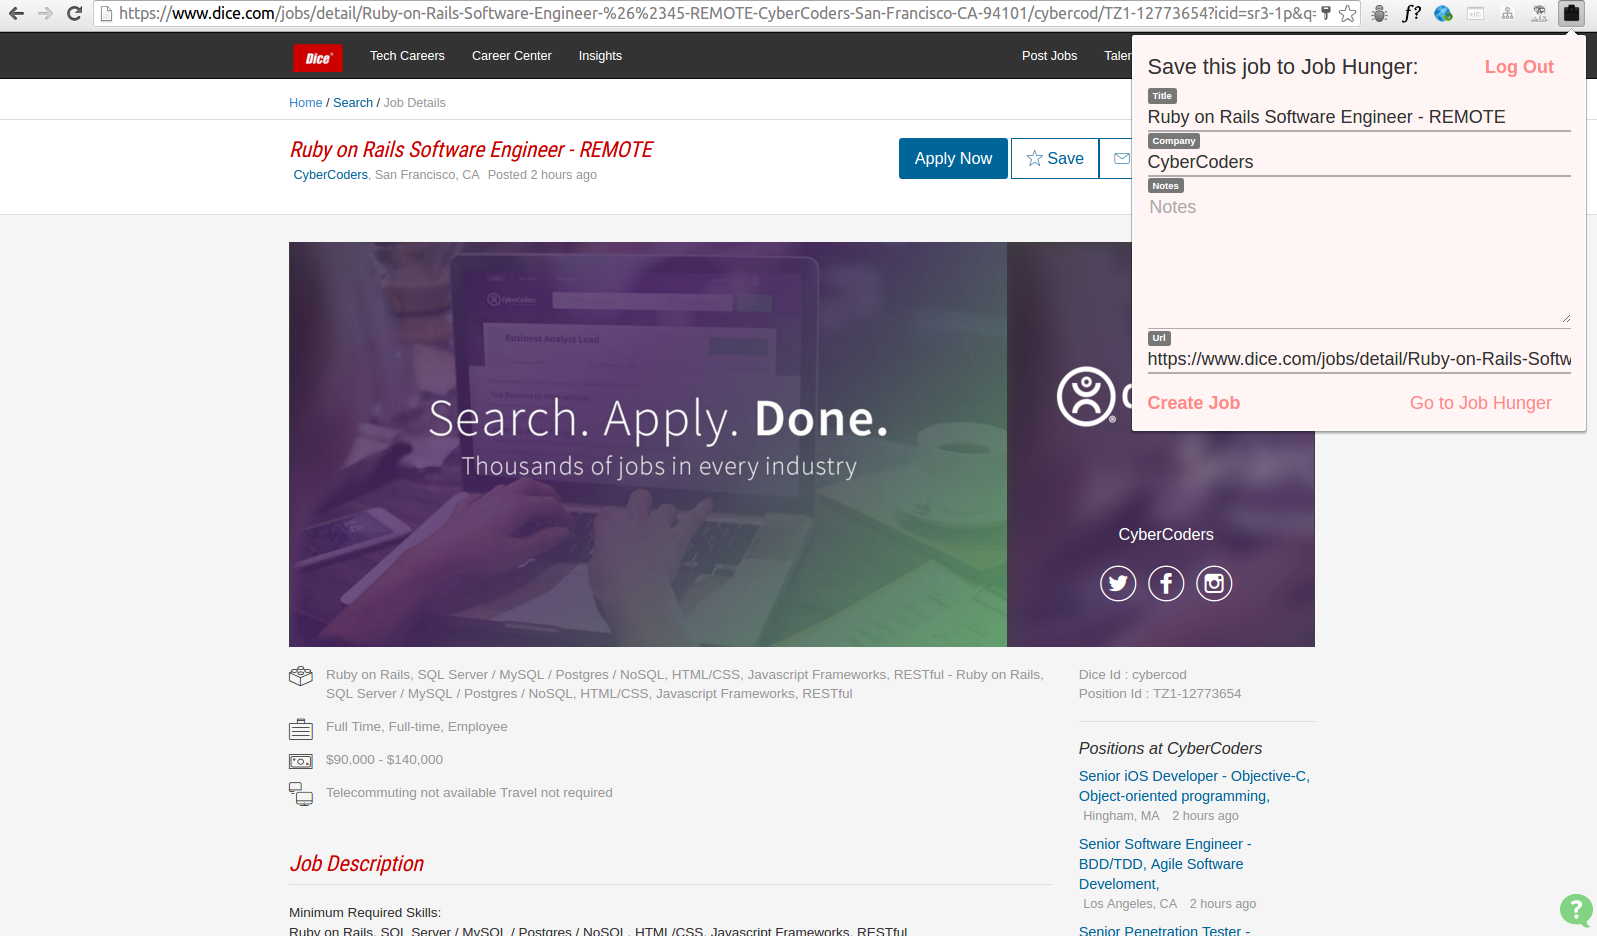 https://www.dice.com/jobs/detail/Ruby-on-Rails-Software-Engineer-%26%2345-REMOTE-CyberCoders-San-Francisco-CA-94101/cybercod/TZ1-12773654?icid=sr3-1p&q=
f?
Dice
Tech Careers
Career Center
Insights
Post Jobs
Taler
Home / Search / Job Details
Ruby on Rails Software Engineer - REMOTE
CyberCoders, San Francisco, CA Posted 2 hours ago
Apply Now
Save
Save this job to Job Hunger:
Log Out
Title
Ruby on Rails Software Engineer - REMOTE
Company
CyberCoders
Notes
Notes
Url
https://www.dice.com/jobs/detail/Ruby-on-Rails-Softw
Create Job
Go to Job Hunger
CyberCoders
Business Analyst Lead
Search. Apply. Done.
Thousands of jobs in every industry
CyberCoders
Ruby on Rails, SQL Server / MySQL / Postgres / NoSQL, HTML/CSS, Javascript Frameworks, RESTful - Ruby on Rails,
SQL Server / MySQL / Postgres / NoSQL, HTML/CSS, Javascript Frameworks, RESTful
Full Time, Full-time, Employee
$90,000 - $140,000
Telecommuting not available Travel not required
Job Description
Minimum Required Skills:
Ruby on Rails, SQL Server / MySQL / Postgres / NoSQL, HTML/CSS, Javascript Frameworks, RESTful
Dice Id : cybercod
Position Id : TZ1-12773654
Positions at CyberCoders
Senior iOS Developer - Objective-C,
Object-oriented programming,
Hingham, MA 2 hours ago
Senior Software Engineer -
BDD/TDD, Agile Software
Develoment,
Los Angeles, CA 2 hours ago
Senior Penetration Tester -
?